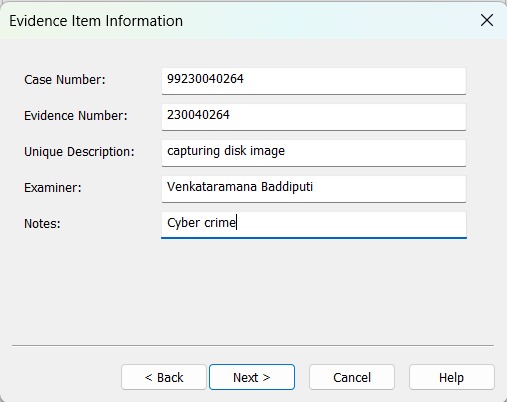 Evidence Item Information
Case Number: 99230040264
Evidence Number: 230040264
Unique Description: capturing disk image
Examiner: Venkataramana Baddiputi
Notes: Cyber crime
< Back Next > Cancel Help